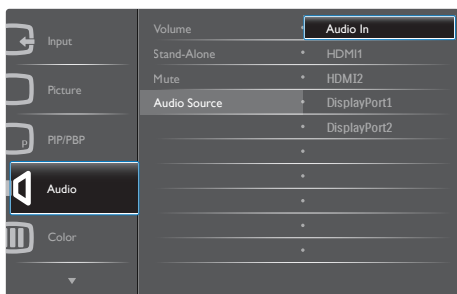 Input
Picture
P
PIP/PBP
Audio
Color
Volume
Stand-Alone
Mute
Audio Source
Audio In
HDMI1
HDMI2
DisplayPort1
DisplayPort2